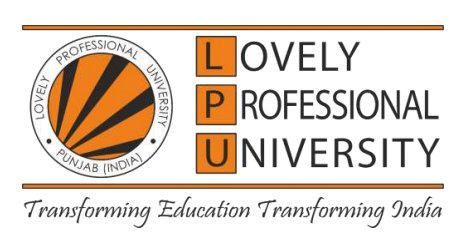 LOVELY PROFESSIONAL UNIVERSITY
• PUNJAB (INDIA) •
LOVELY
PROFESSIONAL
UNIVERSITY
Transforming Education Transforming India